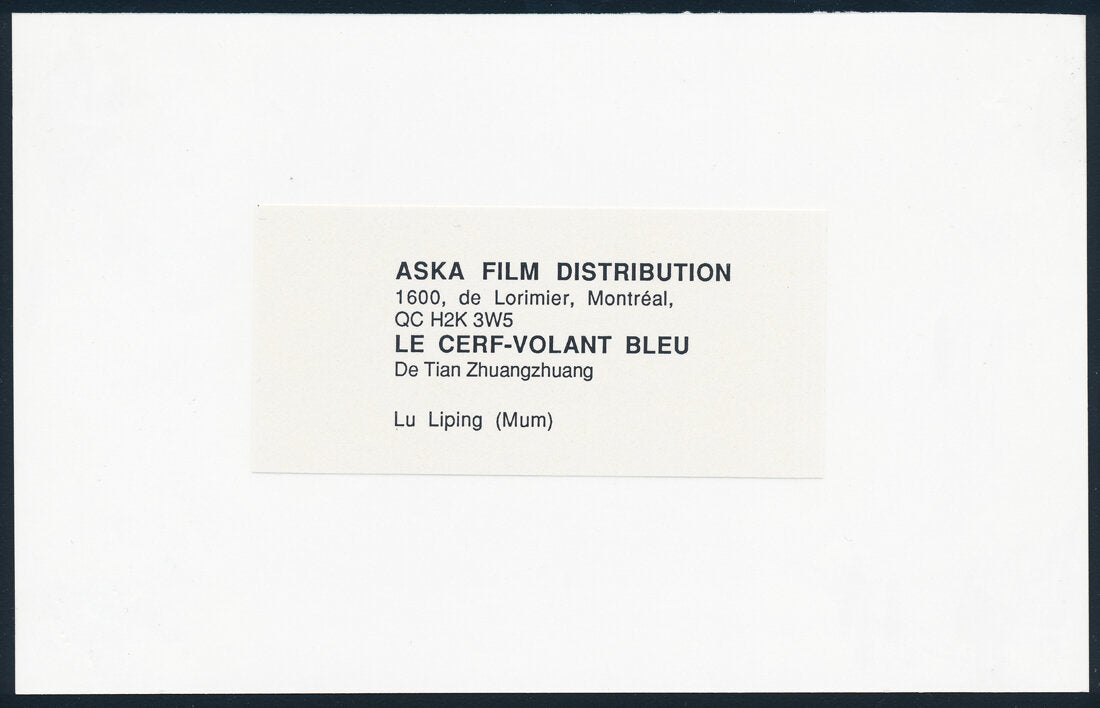 ASKA FILM DISTRIBUTION
1600, de Lorimier, Montréal,
QC H2K 3W5
LE CERF-VOLANT BLEU
De Tian Zhuangzhuang
Lu Liping (Mum)